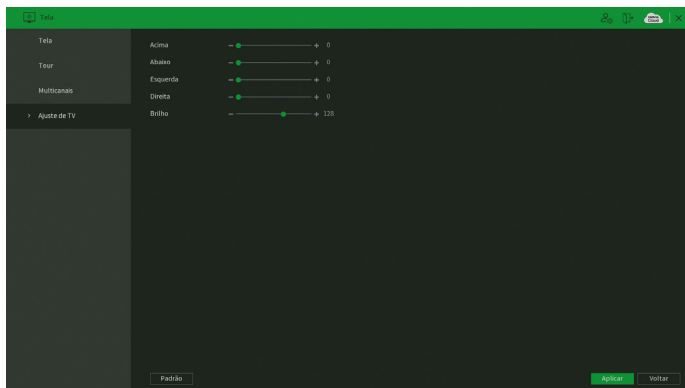 Tela
Tela
Tour
Multicanais
Ajuste de TV
Acima - + 0
Abaixo - + 0
Esquerda - + 0
Direita - + 0
Brilho - + 128
Padrão
Aplicar
Voltar